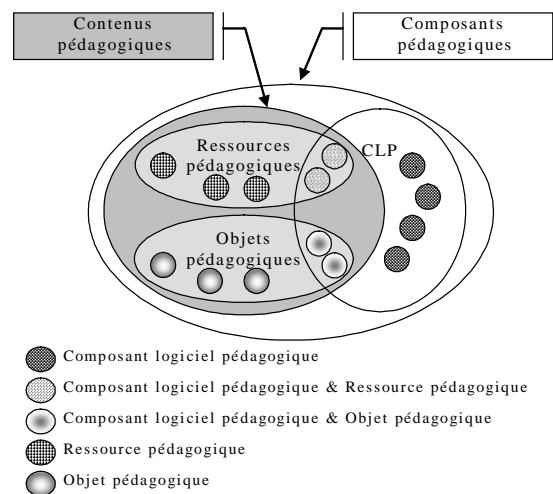 Contenus
pédagogiques
Composants
pédagogiques
Ressources
pédagogiques
CLP
Objets
pédagogiques
Composant logiciel pédagogique
Composant logiciel pédagogique & Ressource pédagogique
Composant logiciel pédagogique & Objet pédagogique
Ressource pédagogique
Objet pédagogique